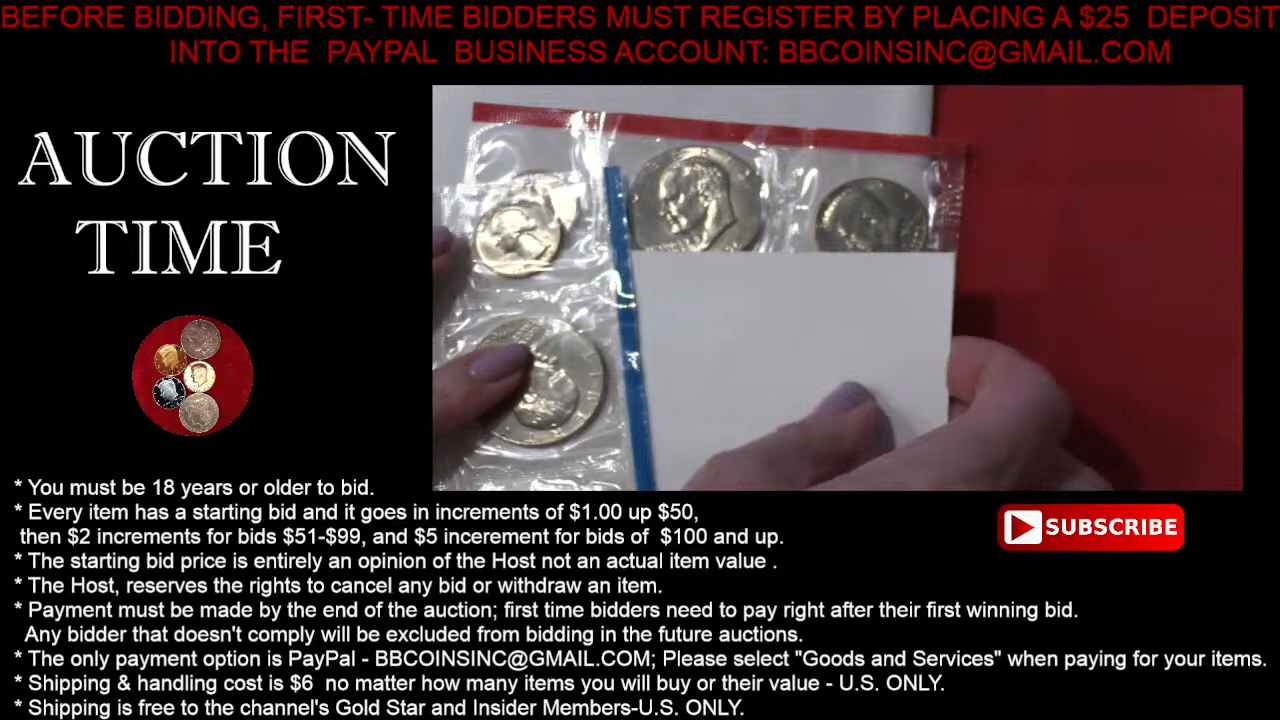 BEFORE BIDDING, FIRST- TIME BIDDERS MUST REGISTER BY PLACING A $25 DEPOSIT
INTO THE PAYPAL BUSINESS ACCOUNT: BBCOINSINC@GMAIL.COM
AUCTION
TIME
* You must be 18 years or older to bid.
* Every item has a starting bid and it goes in increments of $1.00 up $50,
then $2 increments for bids $51-$99, and $5 incerement for bids of $100 and up.
* The starting bid price is entirely an opinion of the Host not an actual item value .
* The Host, reserves the rights to cancel any bid or withdraw an item.
* Payment must be made by the end of the auction; first time bidders need to pay right after their first winning bid.
Any bidder that doesn't comply will be excluded from bidding in the future auctions.
* The only payment option is PayPal - BBCOINSINC@GMAIL.COM; Please select "Goods and Services" when paying for your items.
* Shipping & handling cost is $6 no matter how many items you will buy or their value - U.S. ONLY.
* Shipping is free to the channel's Gold Star and Insider Members-U.S. ONLY.
SUBSCRIBE